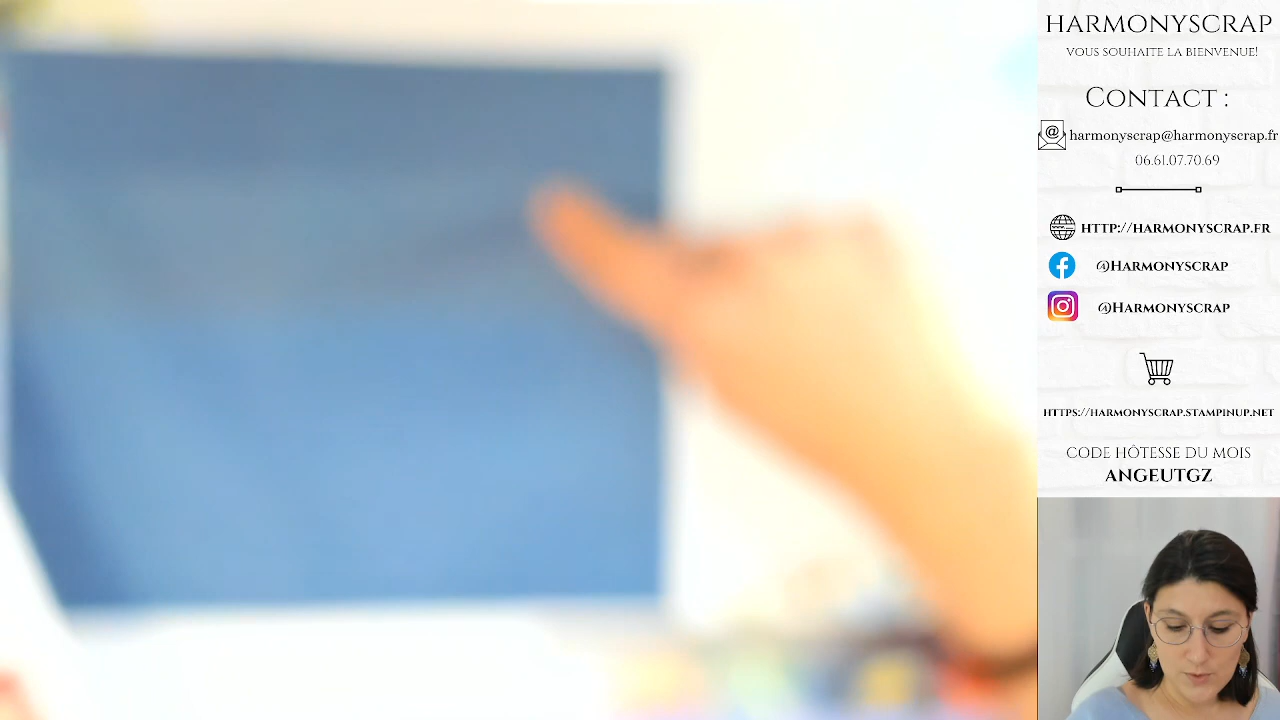 HARMONYSCRAP
VOUS SOUHAITE LA BIENVENUE!
CONTACT :
harmonyscrap@harmonyscrap.fr
06.61.07.70.69
HTTP://HARMONYSCRAP.FR
@HARMONYSCRAP
@HARMONYSCRAP
HTTPS://HARMONYSCRAP.STAMPINUP.NET
CODE HÔTESSE DU MOIS
ANGEUTGZ